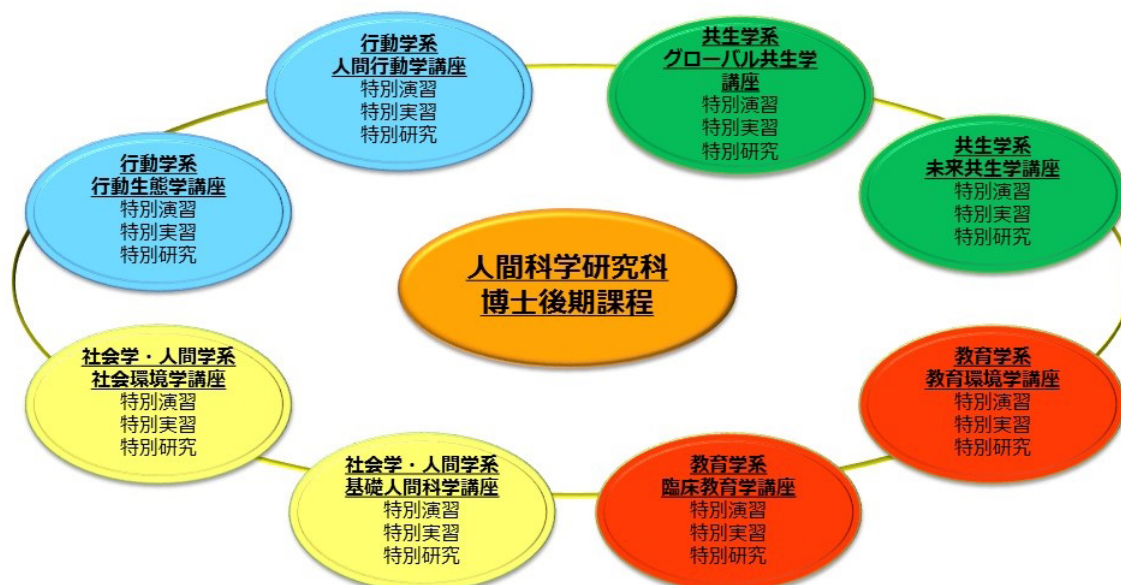 行動学系
人間行動学講座
特別演習
特別実習
特別研究
共生学系
グローバル共生学
講座
特別演習
特別実習
特別研究
行動学系
行動生態学講座
特別演習
特別実習
特別研究
共生学系
未来共生学講座
特別演習
特別実習
特別研究
人間科学研究科
博士後期課程
社会学・人間学系
社会環境学講座
特別演習
特別実習
特別研究
教育学系
教育環境学講座
特別演習
特別実習
特別研究
社会学・人間学系
基礎人間科学講座
特別演習
特別実習
特別研究
教育学系
臨床教育学講座
特別演習
特別実習
特別研究